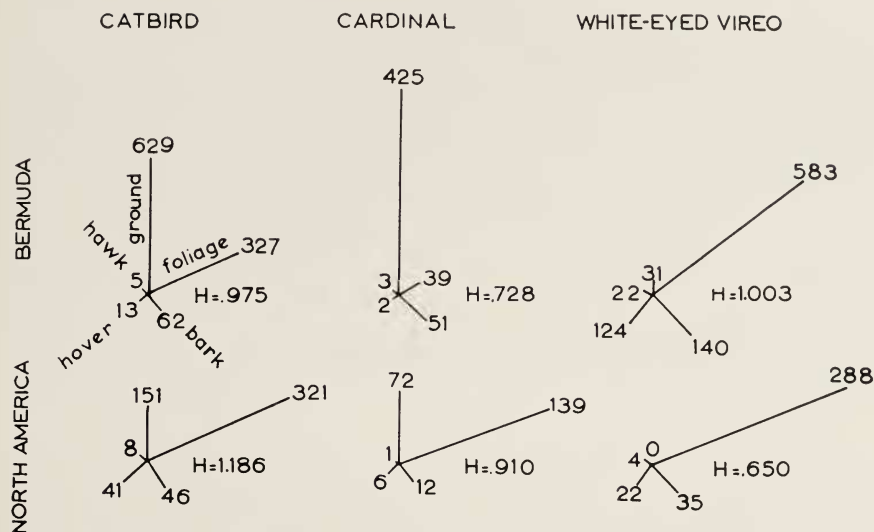 CATBIRD CARDINAL WHITE-EYED VIREO
BERMUDA
629
ground
hawk
foliage
327
5
13
H=.975
hover
62
bark
425
3
39
2
H=.728
51
583
31
22
H=1.003
124
140
NORTH AMERICA
151
321
8
H=1.186
41
46
72
139
1
H=.910
6
12
288
4
0
H=.650
22
35